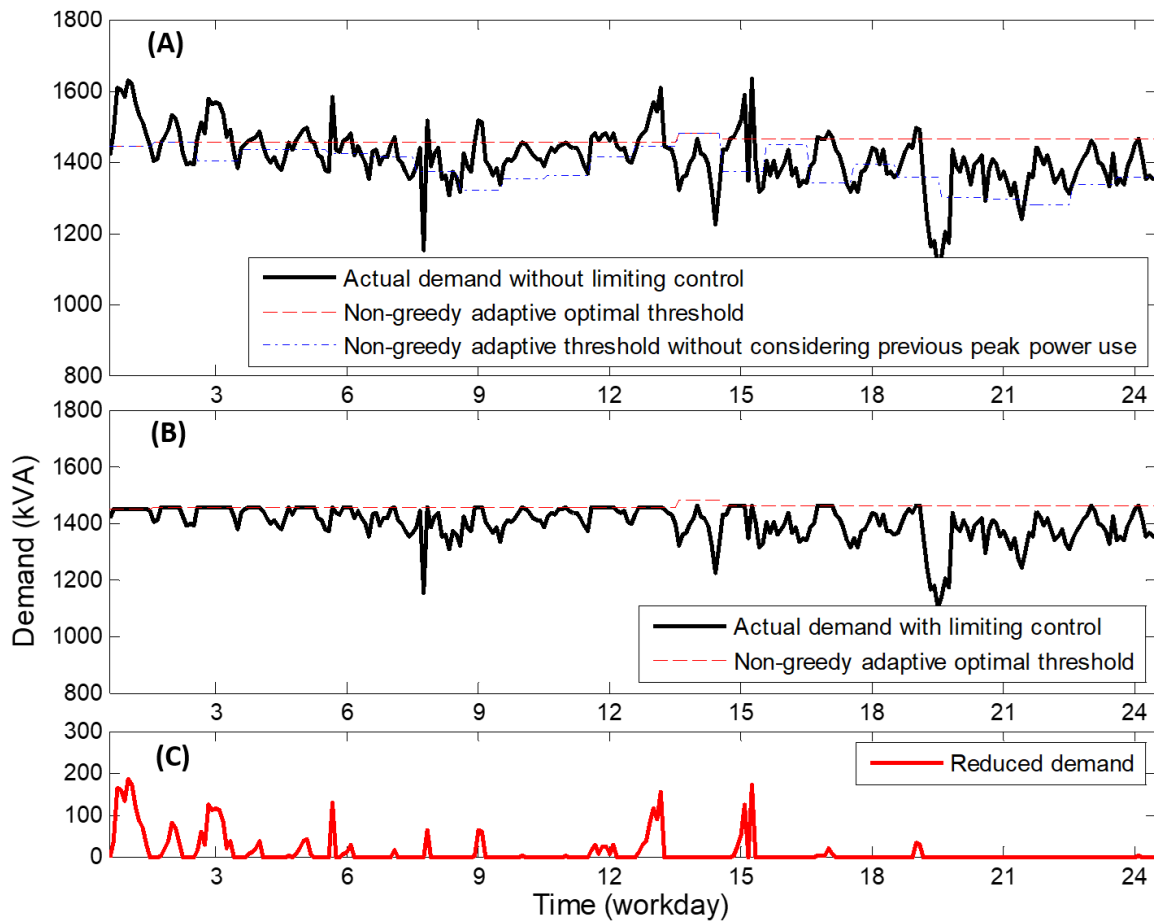 1800
(A)
1600
1400
1200
1000
800
Actual demand without limiting control
Non-greedy adaptive optimal threshold
Non-greedy adaptive threshold without considering previous peak power use
3 6 9 12 15 18 21 24
1800
(B)
1600
1400
1200
1000
800
Actual demand with limiting control
Non-greedy adaptive optimal threshold
3 6 9 12 15 18 21 24
Demand (kVA)
300
(C)
200
100
0
Reduced demand
3 6 9 12 15 18 21 24
Time (workday)